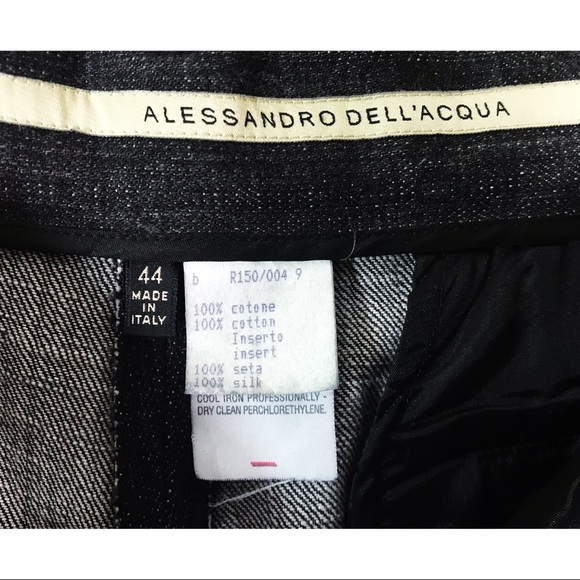 ALESSANDRO DELL'ACQUA
44
MADE
IN
ITALY
b R150/004 9
100% cotone
100% cotton
Inserto
insert
100% seta
100% silk
COOL IRON PROFESSIONALLY -
DRY CLEAN PERCHLORETHYLENE.